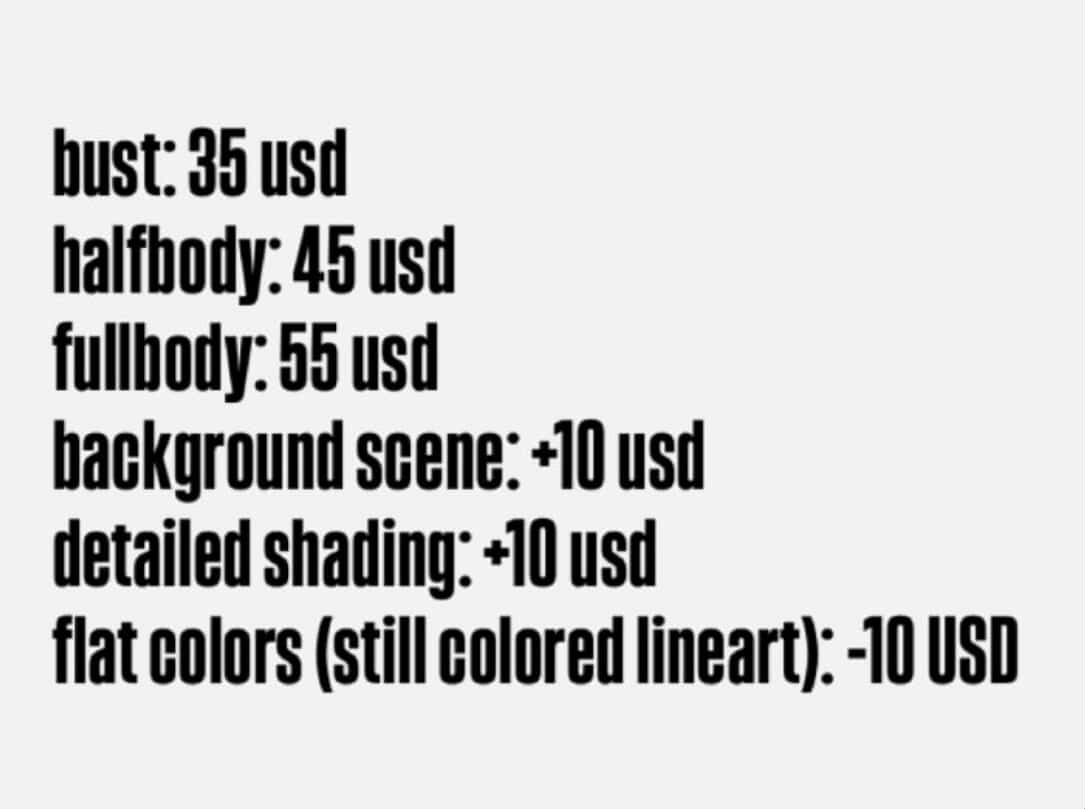 bust: 35 usd
halfbody: 45 usd
fullbody: 55 usd
background scene: +10 usd
detailed shading: +10 usd
flat colors (still colored lineart): -10 USD